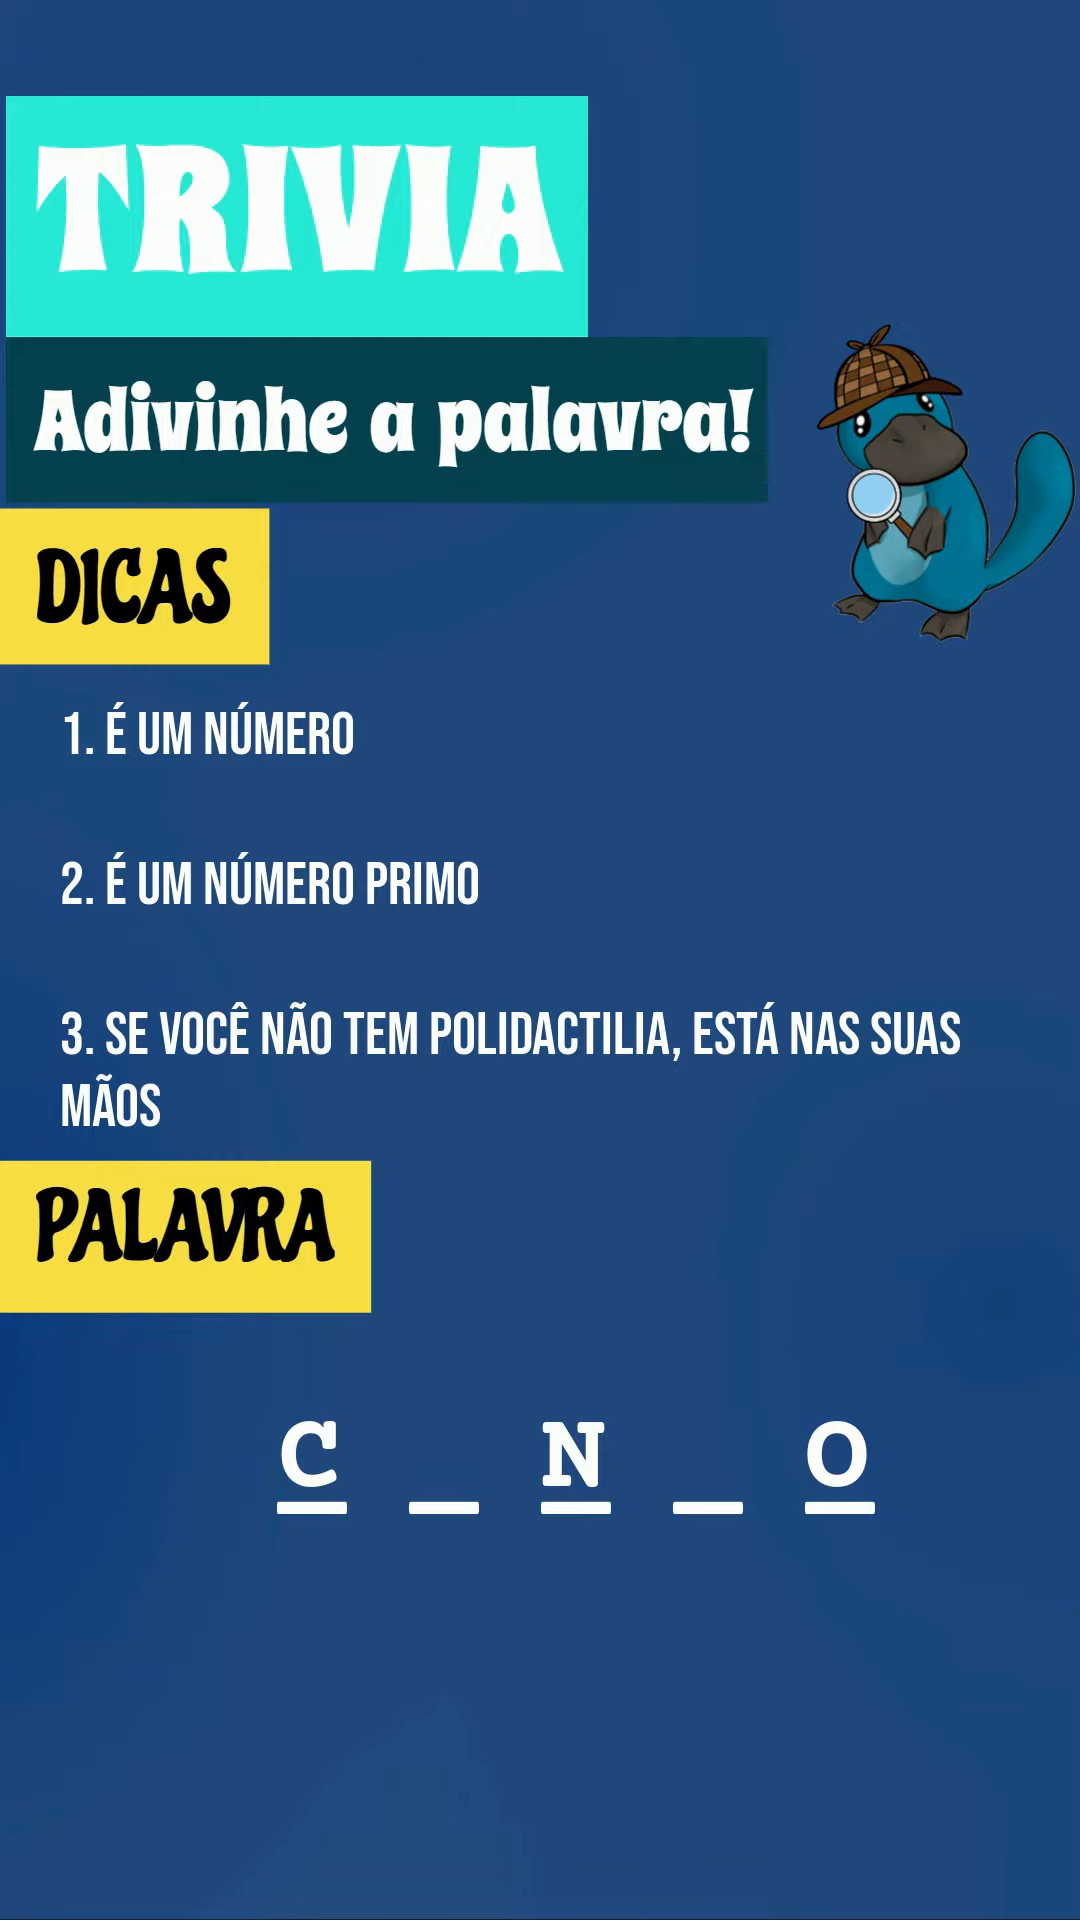 TRIVIA
Adivinhe a palavra!
DICAS
1. É UM NÚMERO
2. É UM NÚMERO PRIMO
3. SE VOCÊ NÃO TEM POLIDACTILIA, ESTÁ NAS SUAS
MÃOS
PALAVRA
C _ N _ O